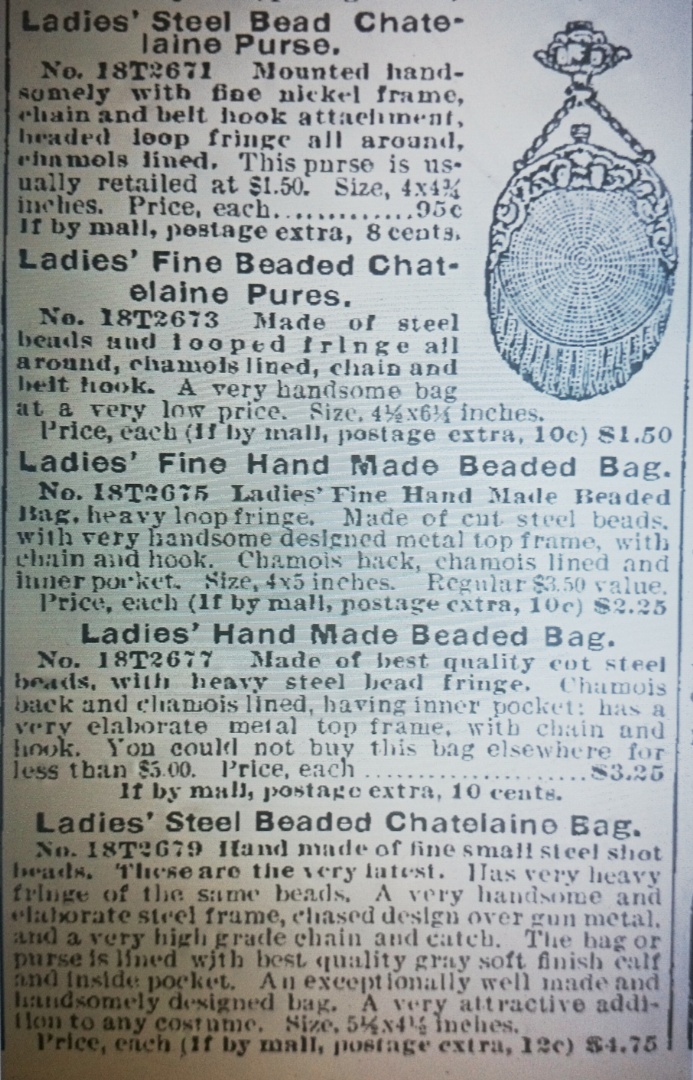 Ladies' Steel Bead Chate-
laine Purse.
No. 18T2671 Mounted hand-
somely with fine nickel frame,
chain and belt hook attachment,
beaded loop fringe all around,
chamois lined. This purse is us-
ually retailed at $1.50. Size, 4x4¾
inches. Price, each.............95c
If by mail, postage extra, 8 cents.
Ladies' Fine Beaded Chat-
elaine Pures.
No. 18T2673 Made of steel
beads and looped fringe all
around, chamois lined, chain and
belt hook. A very handsome bag
at a very low price. Size, 4½x6¼ inches.
Price, each (If by mail, postage extra, 10c) $1.50
Ladies' Fine Hand Made Beaded Bag.
No. 18T2675 Ladies' Fine Hand Made Beaded
Bag, heavy loop fringe. Made of cut steel beads,
with very handsome designed metal top frame, with
chain and hook. Chamois back, chamois lined and
inner pocket. Size, 4x5 inches. Regular $3.50 value.
Price, each (If by mail, postage extra, 10c) $2.25
Ladies' Hand Made Beaded Bag.
No. 18T2677 Made of best quality cut steel
beads, with heavy steel bead fringe. Chamois
back and chamois lined, having inner pocket; has a
very elaborate metal top frame, with chain and
hook. You could not buy this bag elsewhere for
less than $5.00. Price, each ......................$3.25
If by mail, postage extra, 10 cents.
Ladies' Steel Beaded Chatelaine Bag.
No. 18T2679 Hand made of fine small steel shot
beads. These are the very latest. Has very heavy
fringe of the same beads. A very handsome and
elaborate steel frame, chased design over gun metal,
and a very high grade chain and catch. The bag or
purse is lined with best quality gray soft finish calf
and inside pocket. An exceptionally well made and
handsomely designed bag. A very attractive addi-
tion to any costume. Size, 5½x4½ inches.
Price, each (If by mail, postage extra, 12c) $4.75